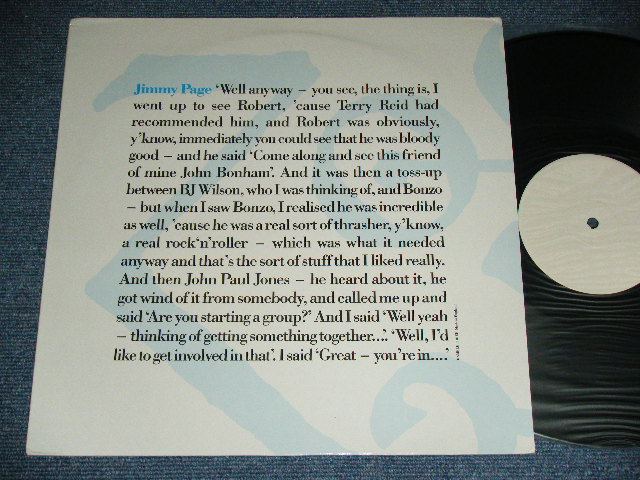 Jimmy Page ‘Well anyway – you see, the thing is, I
went up to see Robert, ’cause Terry Reid had
recommended him, and Robert was obviously,
y’know, immediately you could see that he was bloody
good – and he said ‘Come along and see this friend
of mine John Bonham’. And it was then a toss-up
between BJ Wilson, who I was thinking of, and Bonzo
– but when I saw Bonzo, I realised he was incredible
as well, ’cause he was a real sort of thrasher, y’know,
a real rock‘n’roller – which was what it needed
anyway and that’s the sort of stuff that I liked really.
And then John Paul Jones – he heard about it, he
got wind of it from somebody, and called me up and
said ‘Are you starting a group?’ And I said ‘Well yeah
– thinking of getting something together...’ ‘Well, I’d
like to get involved in that’. I said ‘Great – you’re in....’